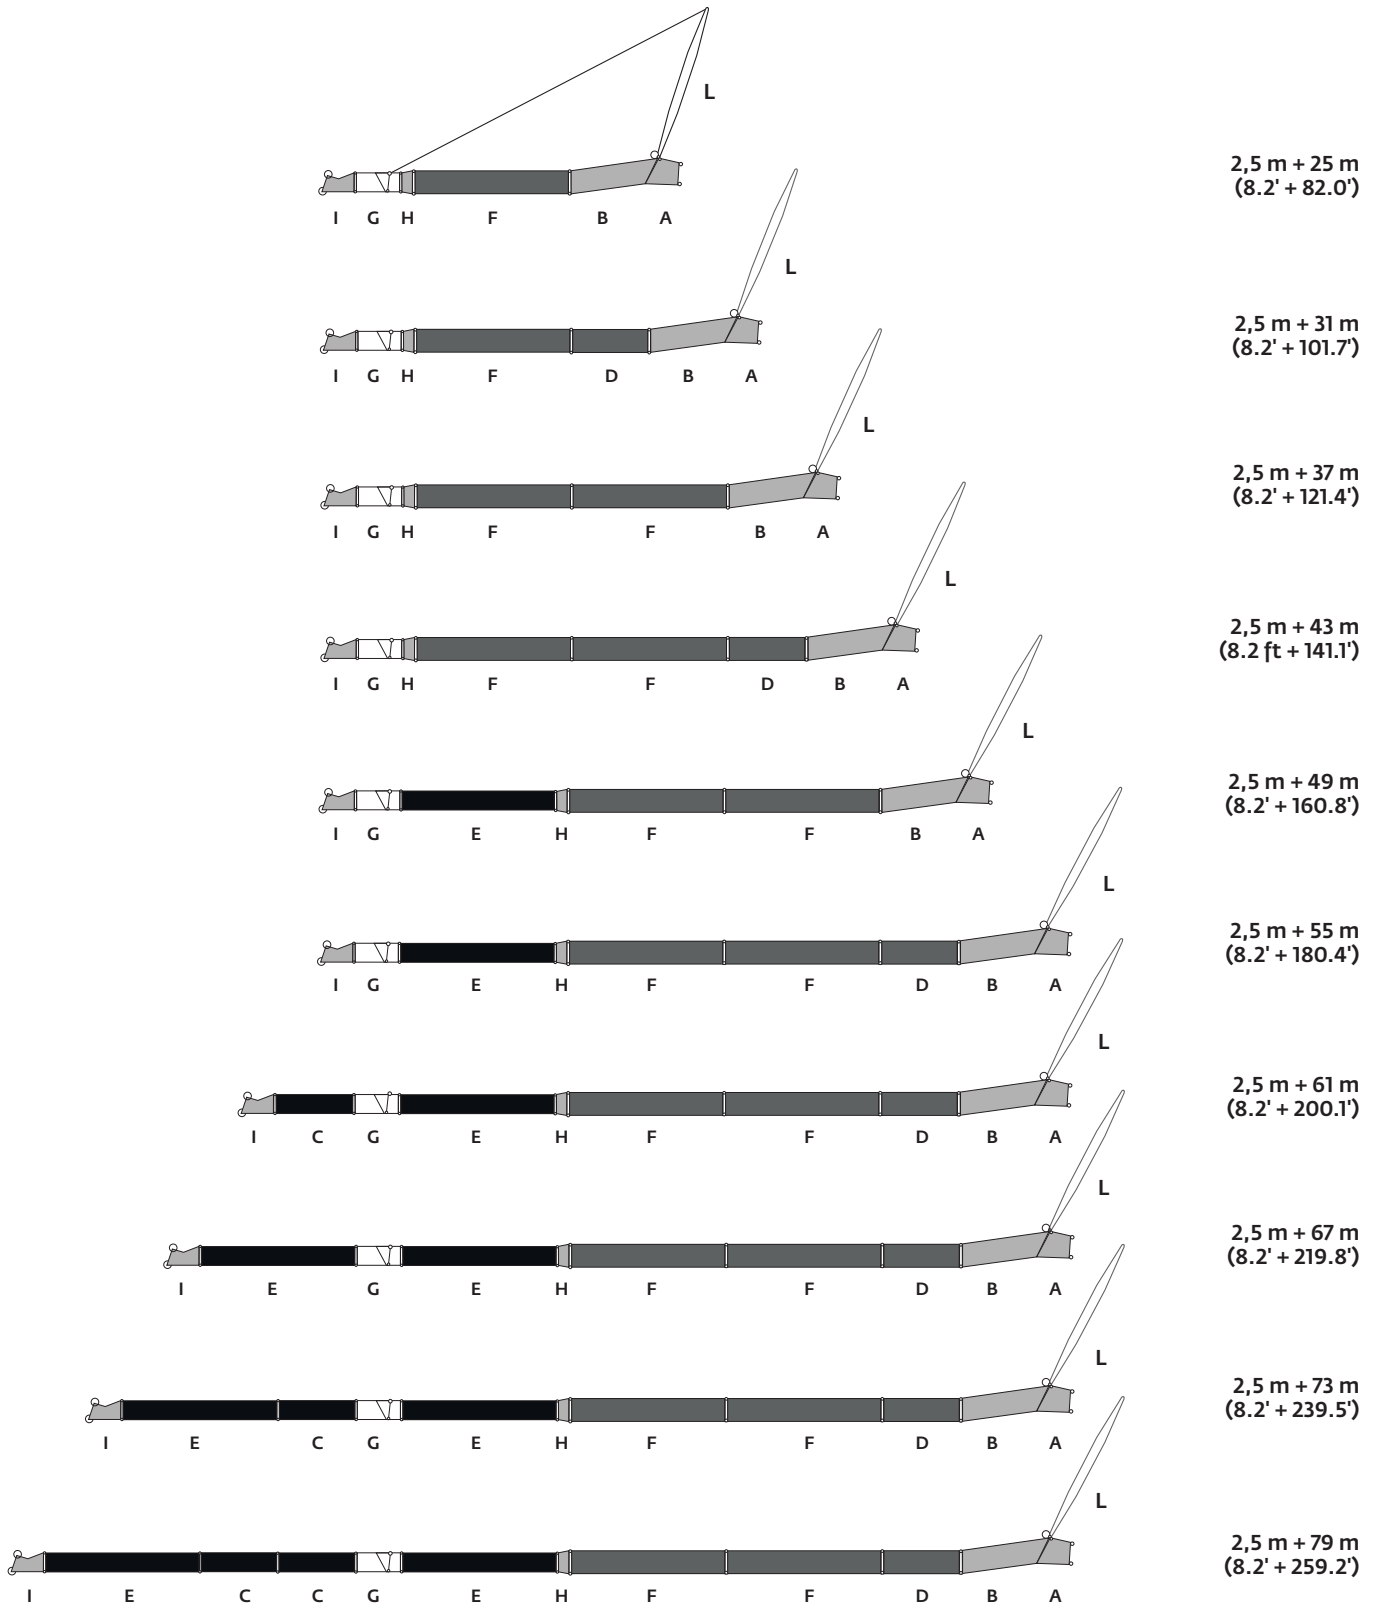 L
2,5 m + 25 m
(8.2' + 82.0')
I G H F B A
L
2,5 m + 31 m
(8.2' + 101.7')
I G H F D B A
L
2,5 m + 37 m
(8.2' + 121.4')
I G H F F B A
L
2,5 m + 43 m
(8.2 ft + 141.1')
I G H F F D B A
L
2,5 m + 49 m
(8.2' + 160.8')
I G E H F F B A
L
2,5 m + 55 m
(8.2' + 180.4')
I G E H F F D B A
L
2,5 m + 61 m
(8.2' + 200.1')
I C G E H F F D B A
L
2,5 m + 67 m
(8.2' + 219.8')
I E G E H F F D B A
L
2,5 m + 73 m
(8.2' + 239.5')
I E C G E H F F D B A
L
2,5 m + 79 m
(8.2' + 259.2')
I E C C G E H F F D B A